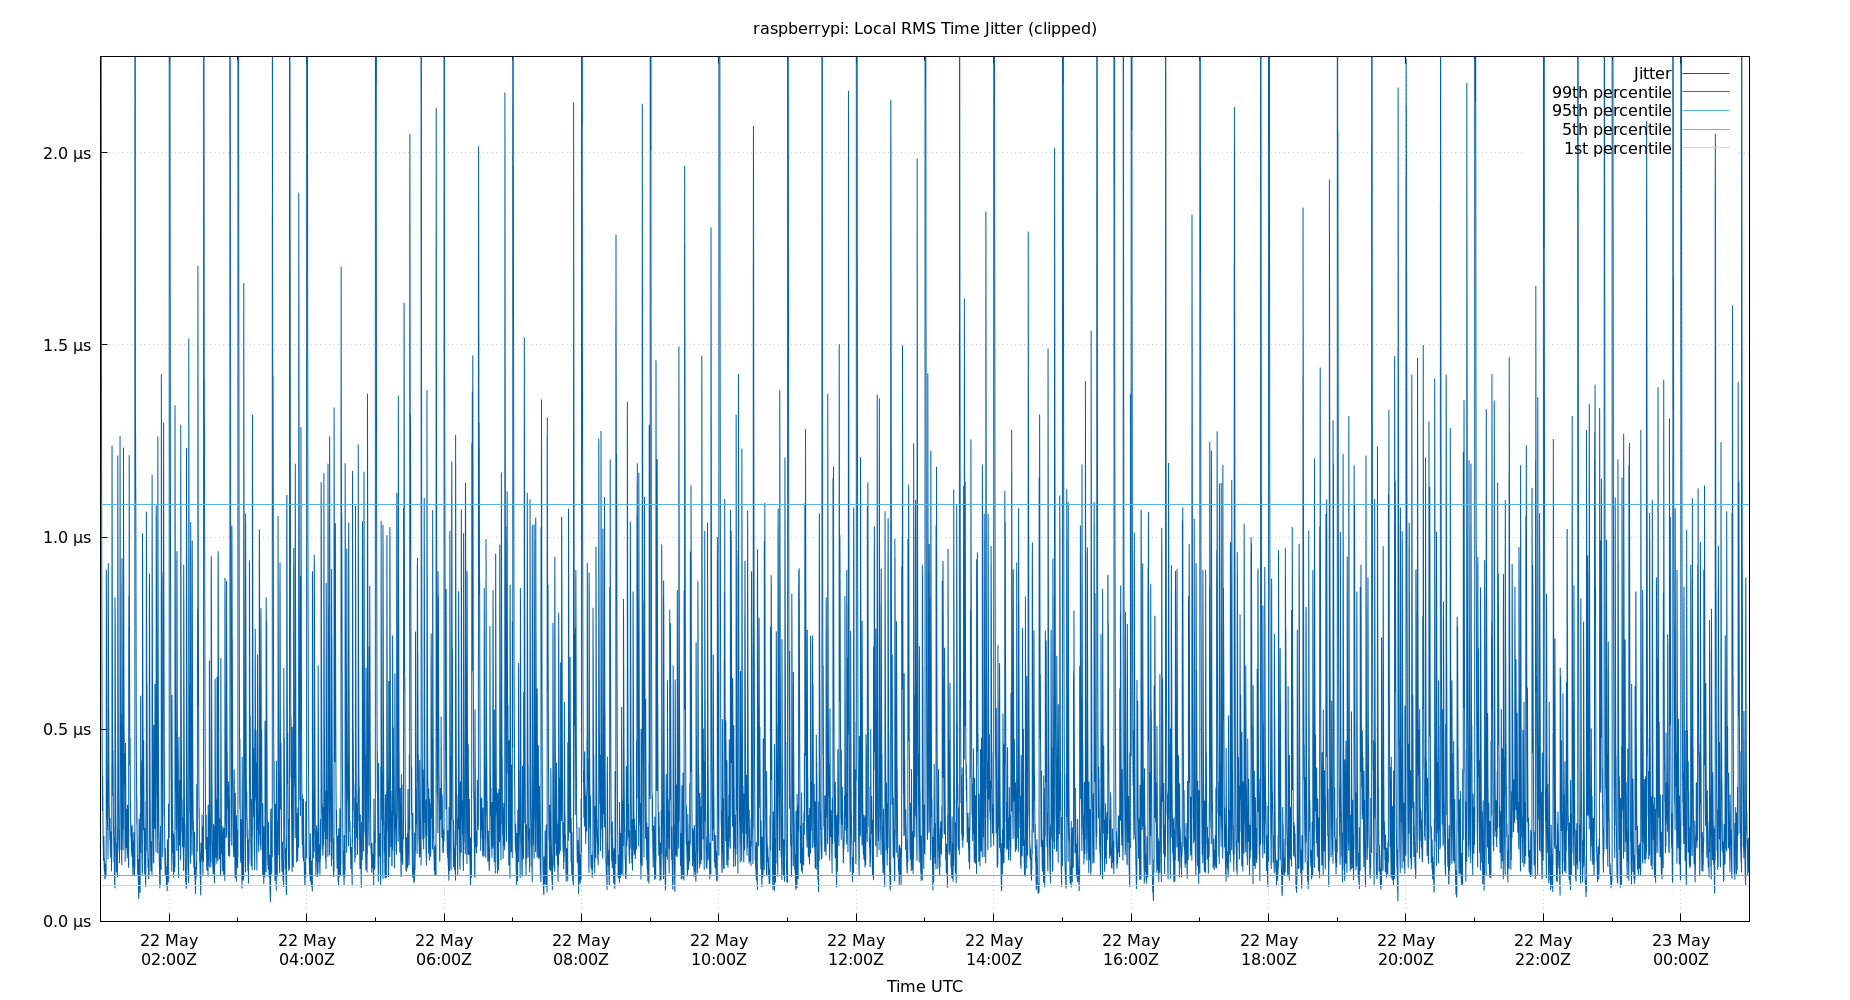 raspberrypi: Local RMS Time Jitter (clipped)
Jitter
99th percentile
95th percentile
5th percentile
1st percentile
2.0 µs
1.5 µs
1.0 µs
0.5 µs
0.0 µs
22 May 22 May 22 May 22 May 22 May 22 May 22 May 22 May 22 May 22 May 22 May 23 May
02:00Z 04:00Z 06:00Z 08:00Z 10:00Z 12:00Z 14:00Z 16:00Z 18:00Z 20:00Z 22:00Z 00:00Z
Time UTC